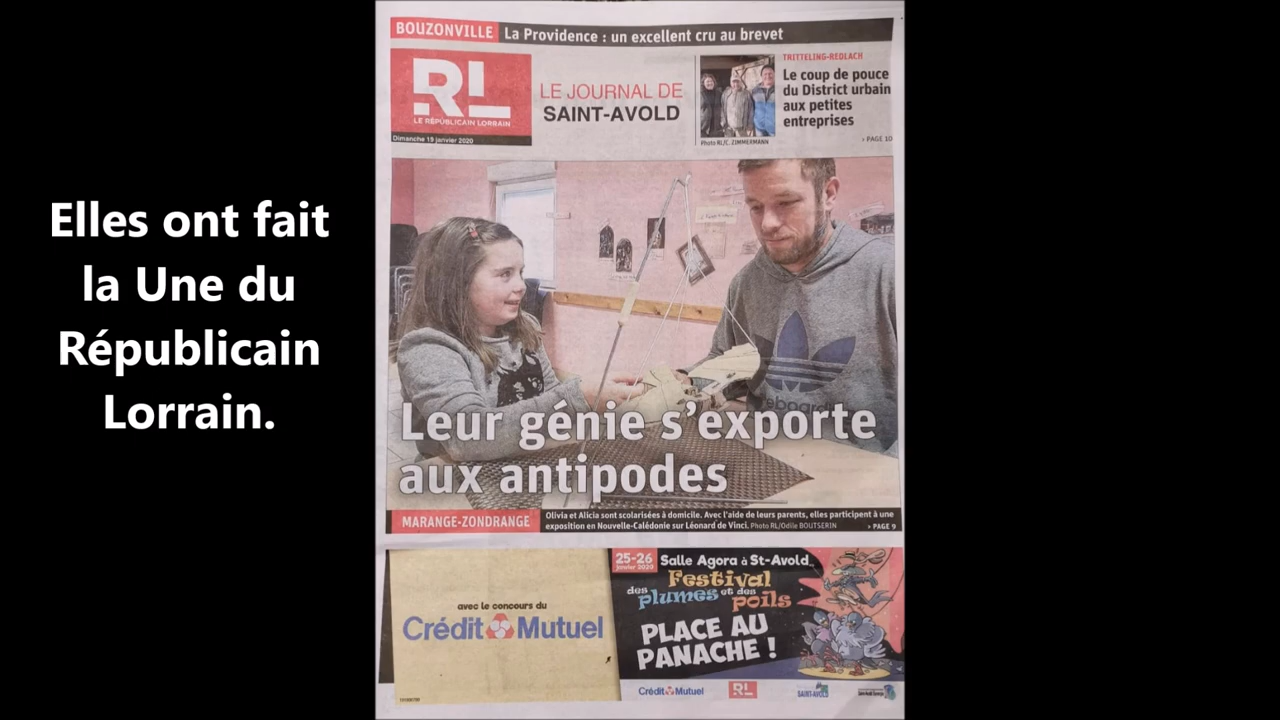 Elles ont fait
la Une du
Républicain
Lorrain.
BOUZONVILLE La Providence : un excellent cru au brevet
RL
LE RÉPUBLICAIN LORRAIN
Dimanche 19 janvier 2020
LE JOURNAL DE
SAINT-AVOLD
Photo RL/C. ZIMMERMANN
TRITTELING-REDLACH
Le coup de pouce
du District urbain
aux petites
entreprises
> PAGE 10
Leur génie s'exporte
aux antipodes
MARANGE-ZONDRANGE
Olivia et Alicia sont scolarisées à domicile. Avec l'aide de leurs parents, elles participent à une
exposition en Nouvelle-Calédonie sur Léonard de Vinci. Photo RL/Odile BOUTSERIN > PAGE 9
avec le concours du
Crédit Mutuel
25-26
janvier 2020
Salle Agora à St-Avold
Festival
des plumes et des poils
PLACE AU
PANACHE !
Crédit Mutuel
RL
SAINT-AVOLD